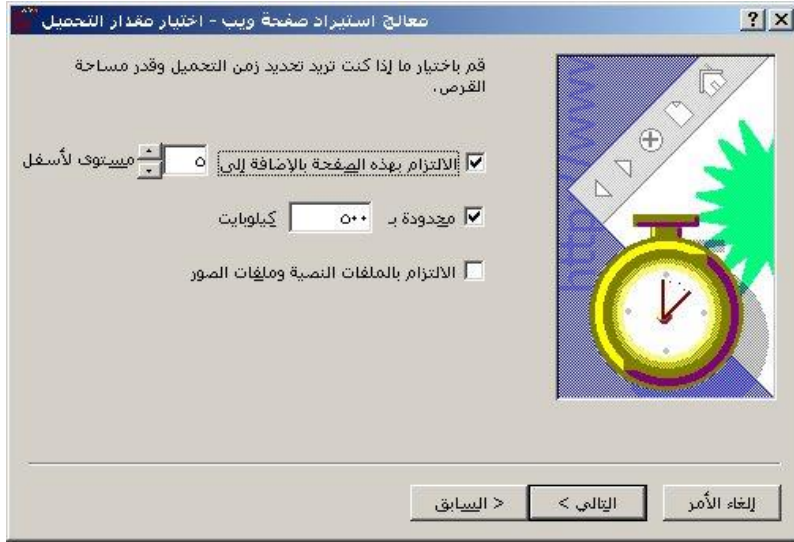 معالج استيراد صفحة ويب - اختيار مقدار التحميل
قم باختيار ما إذا كنت تريد تحديد زمن التحميل وقدر مساحة
القرص.
الالتزام بهذه الصفحة بالإضافة إلى ٥ مستوى لأسفل
محدودة بـ ٥٠٠ كيلوبايت
الالتزام بالملفات النصية وملفات الصور
http://www
إلغاء الأمر
التالي >
< السابق